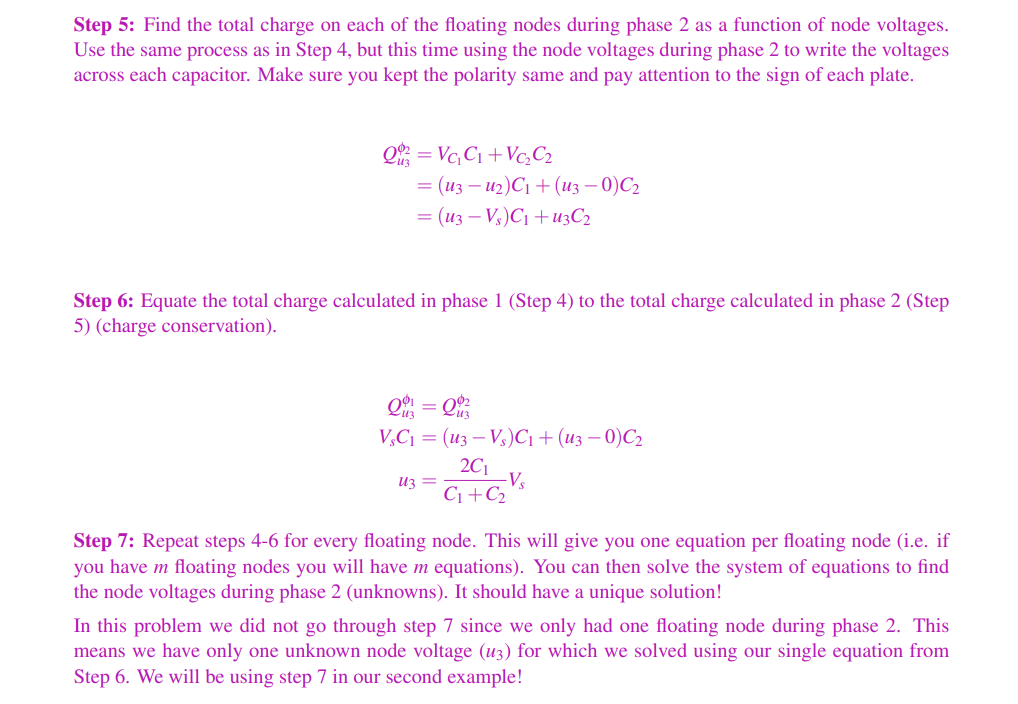 Step 5: Find the total charge on each of the floating nodes during phase 2 as a function of node voltages.
Use the same process as in Step 4, but this time using the node voltages during phase 2 to write the voltages
across each capacitor. Make sure you kept the polarity same and pay attention to the sign of each plate.
$Q_{u_3}^{\phi_2} = V_{C_1}C_1 + V_{C_2}C_2$
$= (u_3 - u_2)C_1 + (u_3 - 0)C_2$
$= (u_3 - V_s)C_1 + u_3C_2$
Step 6: Equate the total charge calculated in phase 1 (Step 4) to the total charge calculated in phase 2 (Step
5) (charge conservation).
$Q_{u_3}^{\phi_1} = Q_{u_3}^{\phi_2}$
$V_sC_1 = (u_3 - V_s)C_1 + (u_3 - 0)C_2$
$u_3 = \frac{2C_1}{C_1 + C_2}V_s$
Step 7: Repeat steps 4-6 for every floating node. This will give you one equation per floating node (i.e. if
you have $m$ floating nodes you will have $m$ equations). You can then solve the system of equations to find
the node voltages during phase 2 (unknowns). It should have a unique solution!
In this problem we did not go through step 7 since we only had one floating node during phase 2. This
means we have only one unknown node voltage ($u_3$) for which we solved using our single equation from
Step 6. We will be using step 7 in our second example!